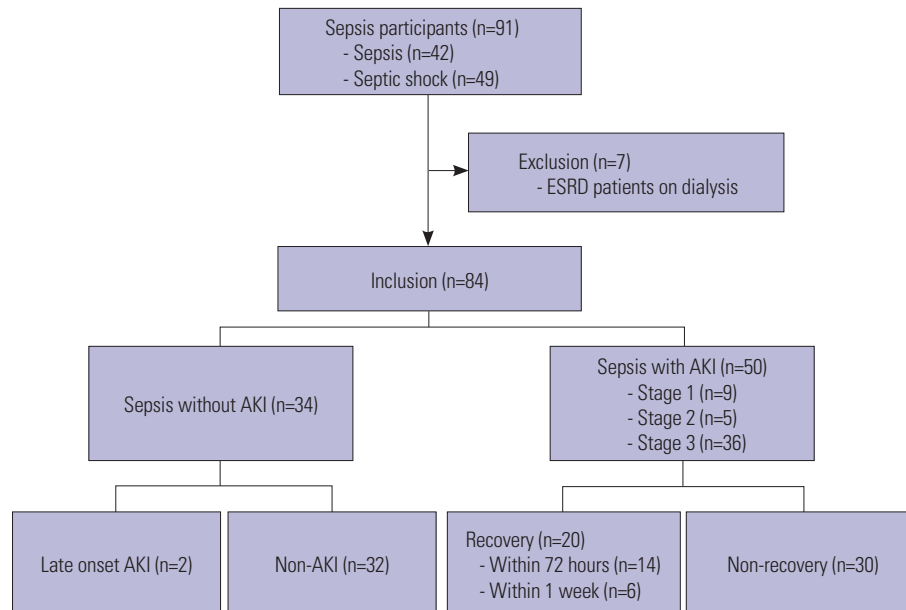 Sepsis participants (n=91)
- Sepsis (n=42)
- Septic shock (n=49)
Exclusion (n=7)
- ESRD patients on dialysis
Inclusion (n=84)
Sepsis without AKI (n=34)
Sepsis with AKI (n=50)
- Stage 1 (n=9)
- Stage 2 (n=5)
- Stage 3 (n=36)
Late onset AKI (n=2)
Non-AKI (n=32)
Recovery (n=20)
- Within 72 hours (n=14)
- Within 1 week (n=6)
Non-recovery (n=30)